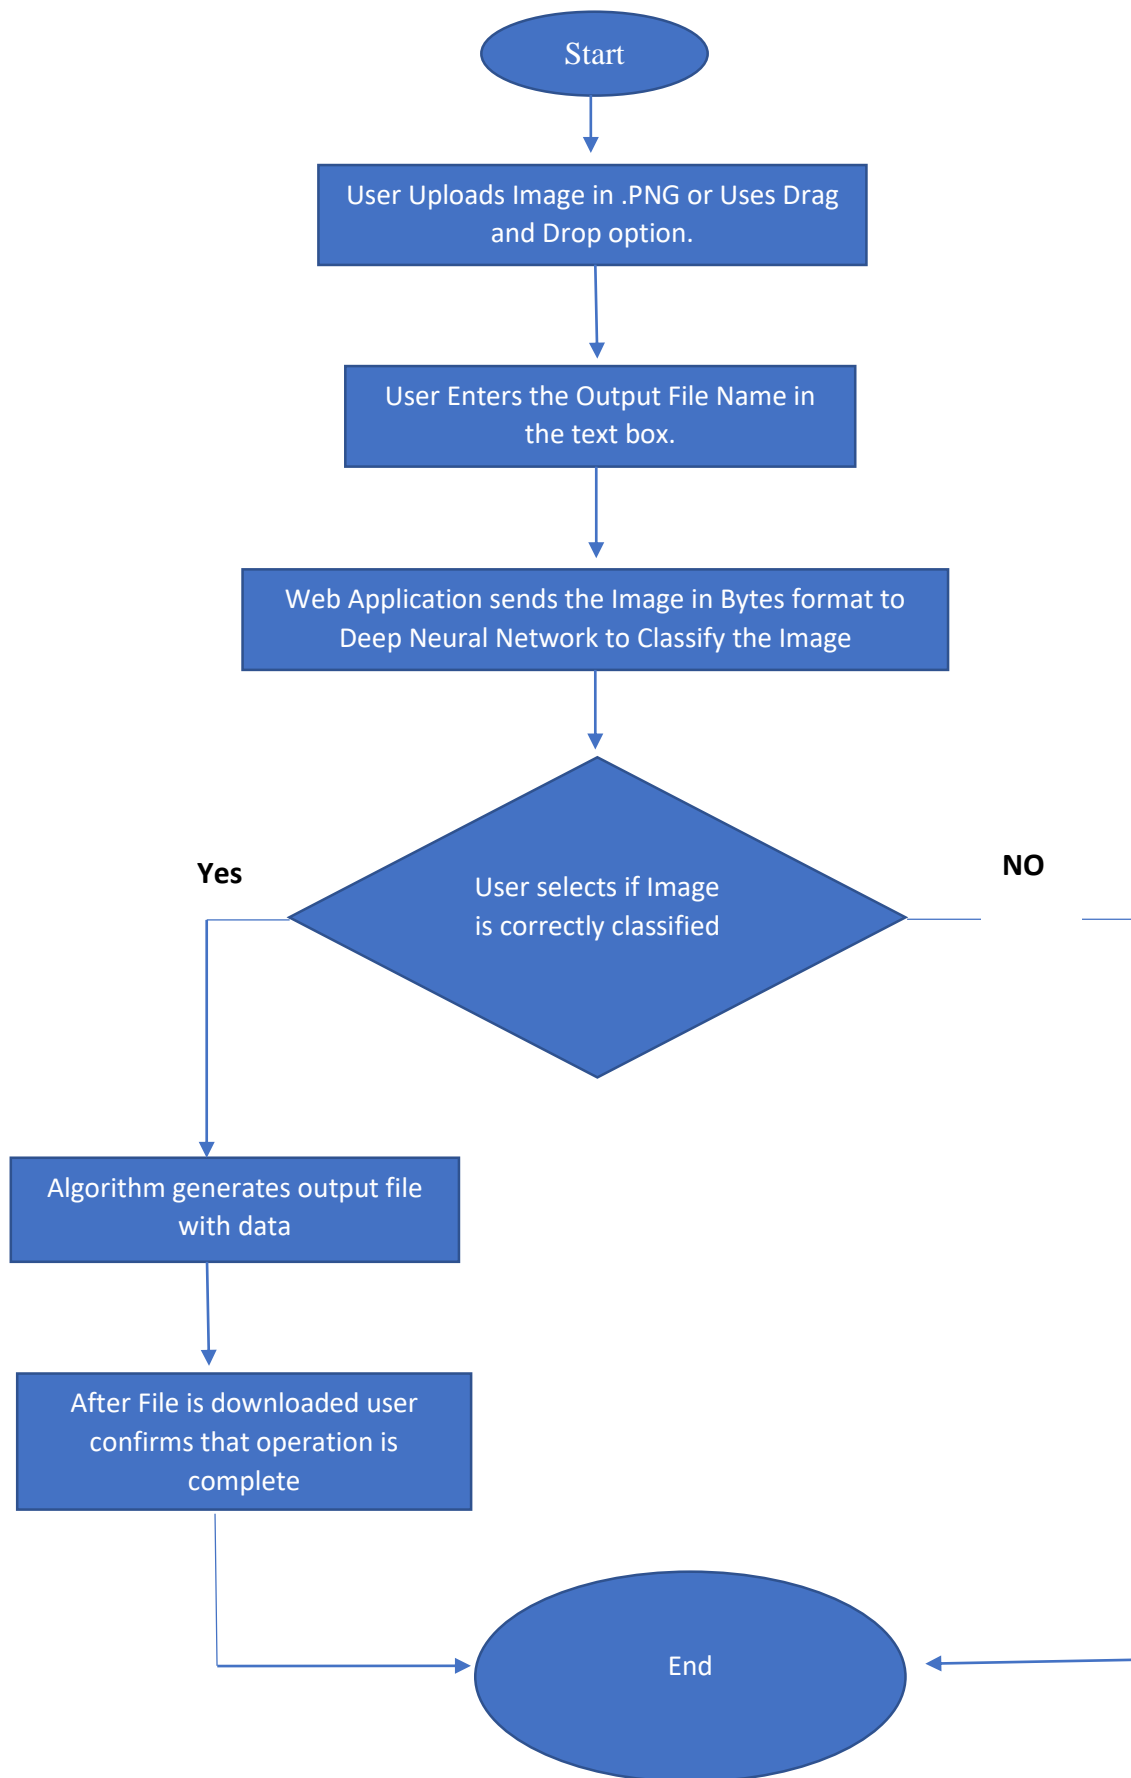 Start
User Uploads Image in .PNG or Uses Drag
and Drop option.
User Enters the Output File Name in
the text box.
Web Application sends the Image in Bytes format to
Deep Neural Network to Classify the Image
Yes
User selects if Image
is correctly classified
NO
Algorithm generates output file
with data
After File is downloaded user
confirms that operation is
complete
End